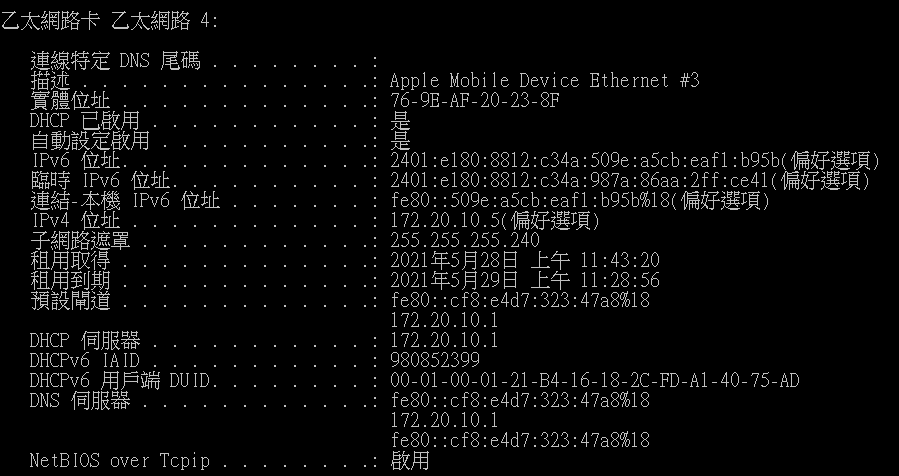 乙太網路卡 乙太網路 4:
連線特定 DNS 尾碼 . . . . . . . . :
描述 . . . . . . . . . . . . . . .: Apple Mobile Device Ethernet #3
實體位址 . . . . . . . . . . . . .: 76-9E-AF-20-23-8F
DHCP 已啟用 . . . . . . . . . . . .: 是
自動設定啟用 . . . . . . . . . . .: 是
IPv6 位址. . . . . . . . . . . . .: 2401:e180:8812:c34a:509e:a5cb:eaf1:b95b(偏好選項)
臨時 IPv6 位址. . . . . . . . . . .: 2401:e180:8812:c34a:987a:86aa:2ff:ce41(偏好選項)
連結-本機 IPv6 位址 . . . . . . . .: fe80::509e:a5cb:eaf1:b95b%18(偏好選項)
IPv4 位址 . . . . . . . . . . . . .: 172.20.10.5(偏好選項)
子網路遮罩 . . . . . . . . . . . .: 255.255.255.240
租用取得 . . . . . . . . . . . . .: 2021年5月28日 上午 11:43:20
租用到期 . . . . . . . . . . . . .: 2021年5月29日 上午 11:28:56
預設閘道 . . . . . . . . . . . . .: fe80::cf8:e4d7:323:47a8%18
172.20.10.1
DHCP 伺服器 . . . . . . . . . . . .: 172.20.10.1
DHCPv6 IAID . . . . . . . . . . . : 980852399
DHCPv6 用戶端 DUID. . . . . . . . .: 00-01-00-01-21-B4-16-18-2C-FD-A1-40-75-AD
DNS 伺服器 . . . . . . . . . . . . .: fe80::cf8:e4d7:323:47a8%18
172.20.10.1
fe80::cf8:e4d7:323:47a8%18
NetBIOS over Tcpip . . . . . . . .: 啟用